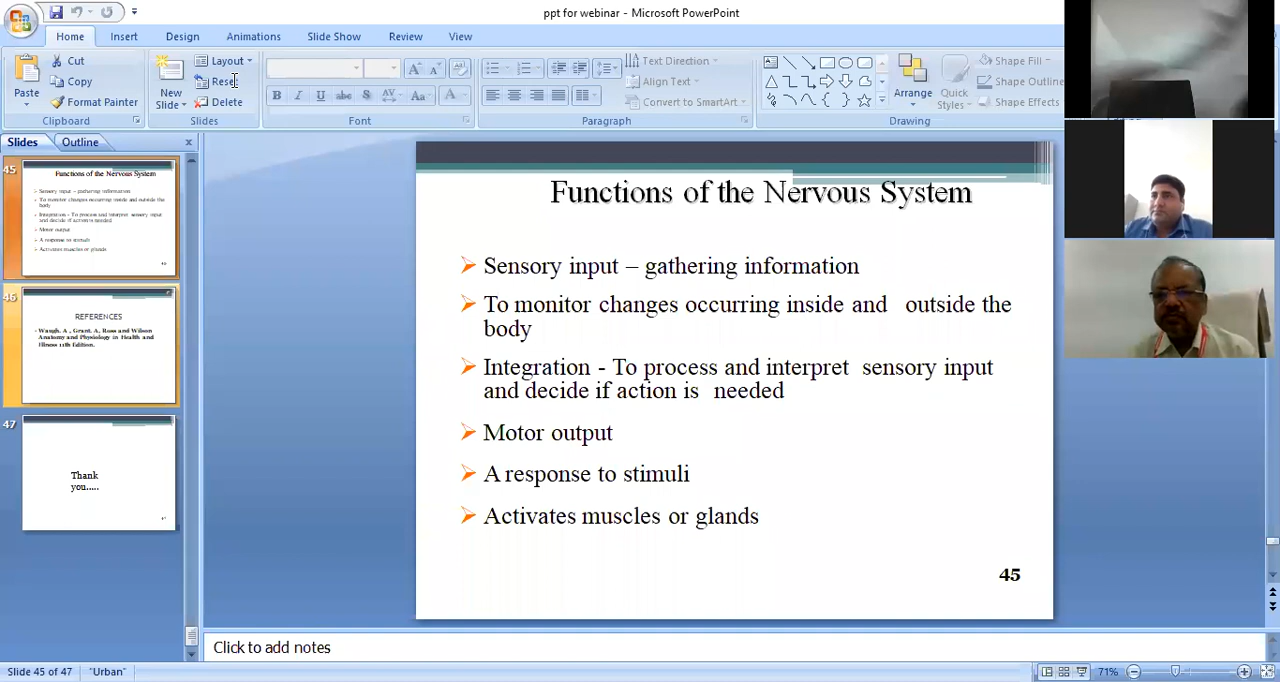 ppt for webinar - Microsoft PowerPoint
Home Insert Design Animations Slide Show Review View
Paste
Cut
Copy
Format Painter
Clipboard
New
Slide
Layout
Reset
Delete
Slides
B I U abc S AV Aa A
Font
Text Direction
Align Text
Convert to SmartArt
Paragraph
Arrange
Quick
Styles
Shape Fill
Shape Outline
Shape Effects
Drawing
Slides Outline
45
Functions of the Nervous System
Sensory input – gathering information
To monitor changes occurring inside and outside the
body
Integration - To process and interpret sensory input
and decide if action is needed
Motor output
A response to stimuli
Activates muscles or glands
46
REFERENCES
Waugh. A , Grant. A, Ross and Wilson
Anatomy and Physiology in Health and
Illness 11th Edition.
47
Thank
you.....
Functions of the Nervous System
Sensory input – gathering information
To monitor changes occurring inside and outside the
body
Integration - To process and interpret sensory input
and decide if action is needed
Motor output
A response to stimuli
Activates muscles or glands
45
Click to add notes
Slide 45 of 47 "Urban" 71%